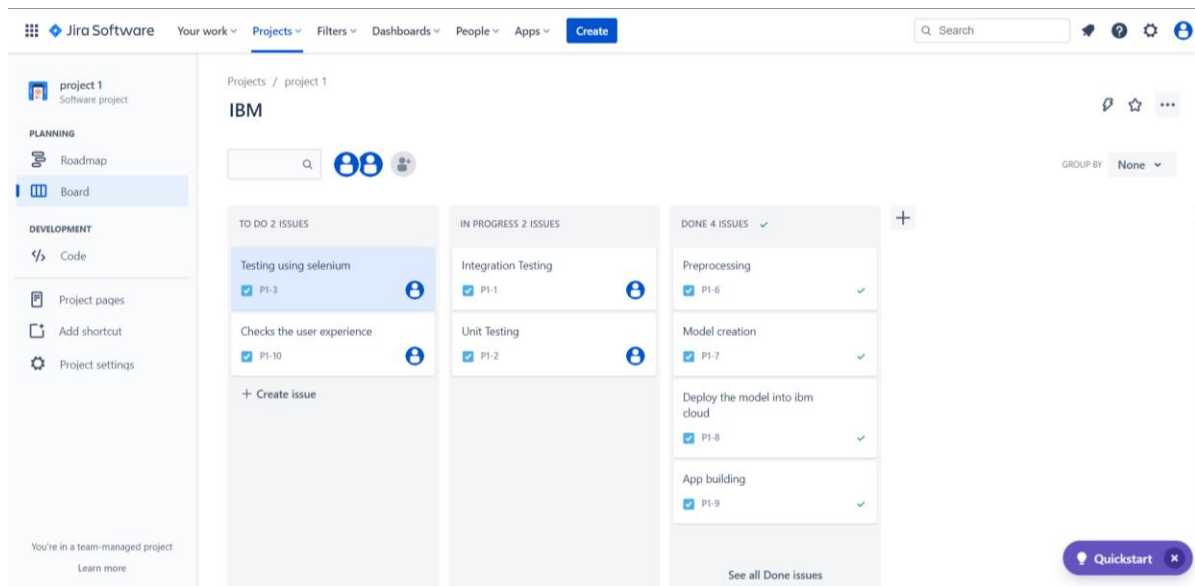 Jira Software Your work Projects Filters Dashboards People Apps Create Search
project 1
Software project
PLANNING
Roadmap
Board
DEVELOPMENT
Code
Project pages
Add shortcut
Project settings
You're in a team-managed project
Learn more
Projects / project 1
IBM
GROUP BY None
TO DO 2 ISSUES
Testing using selenium
P1-3
Checks the user experience
P1-10
+ Create issue
IN PROGRESS 2 ISSUES
Integration Testing
P1-1
Unit Testing
P1-2
DONE 4 ISSUES
Preprocessing
P1-6
Model creation
P1-7
Deploy the model into ibm
cloud
P1-8
App building
P1-9
See all Done issues
Quickstart